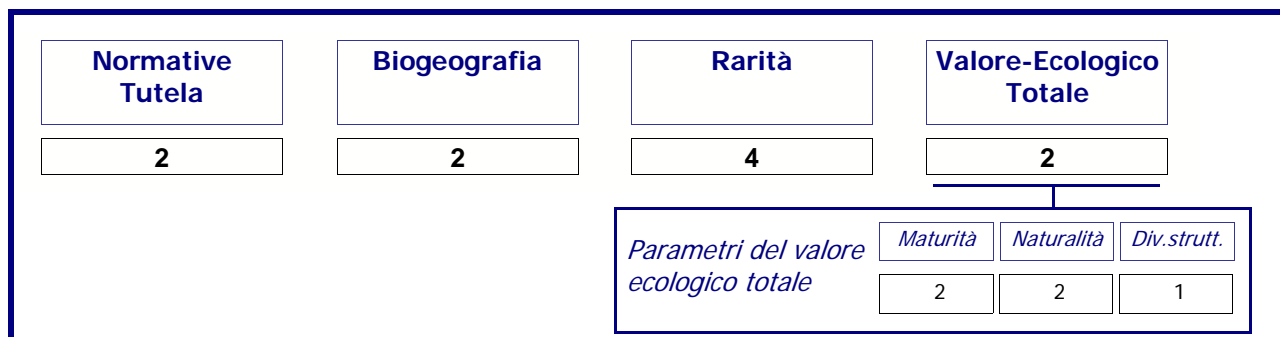 Normative
Tutela
Biogeografia
Rarità
Valore-Ecologico
Totale
2
2
4
2
Parametri del valore
ecologico totale
Maturità
Naturalità
Div.strutt.
2
2
1